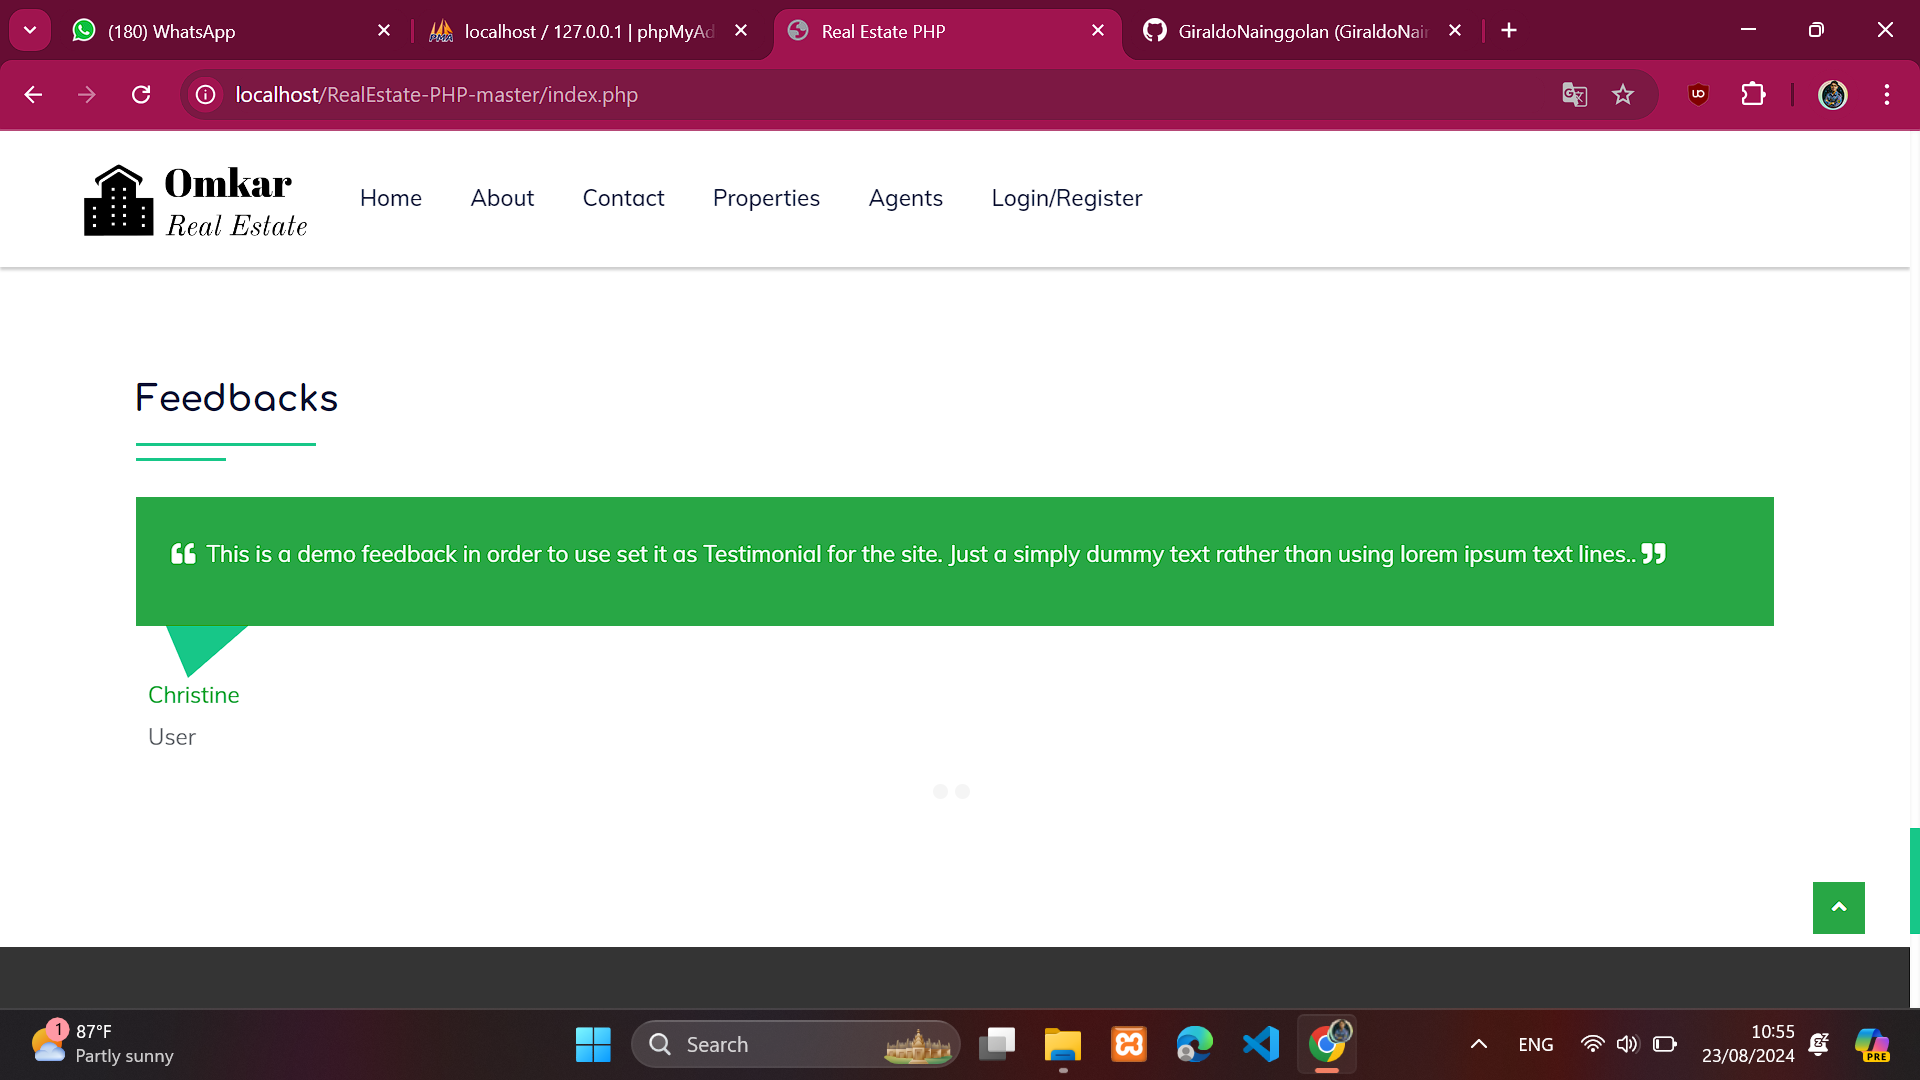 (180) WhatsApp
localhost / 127.0.0.1 | phpMyAd
Real Estate PHP
GiraldoNainggolan (GiraldoNain
localhost/RealEstate-PHP-master/index.php
Omkar
Real Estate
Home
About
Contact
Properties
Agents
Login/Register
Feedbacks
This is a demo feedback in order to use set it as Testimonial for the site. Just a simply dummy text rather than using lorem ipsum text lines..
Christine
User
1
87°F
Partly sunny
Search
ENG
10:55
23/08/2024
PRE